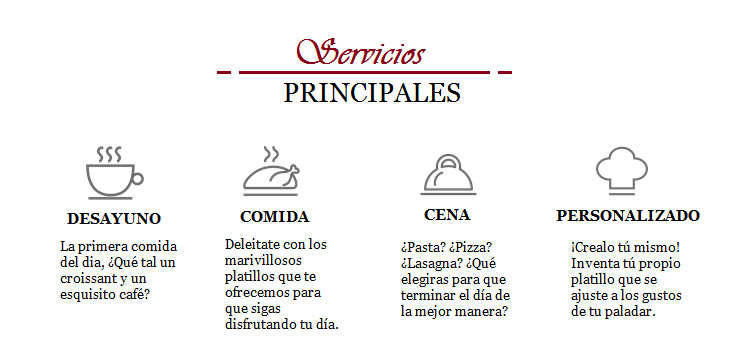 Servicios
PRINCIPALES
DESAYUNO
La primera comida
del dia, ¿Qué tal un
croissant y un
esquisito café?
COMIDA
Deleitate con los
marivillosos
platillos que te
ofrecemos para
que sigas
disfrutando tu día.
CENA
¿Pasta? ¿Pizza?
¿Lasagna? ¿Qué
elegiras para que
terminar el día de
la mejor manera?
PERSONALIZADO
¡Crealo tú mismo!
Inventa tú propio
platillo que se
ajuste a los gustos
de tu paladar.